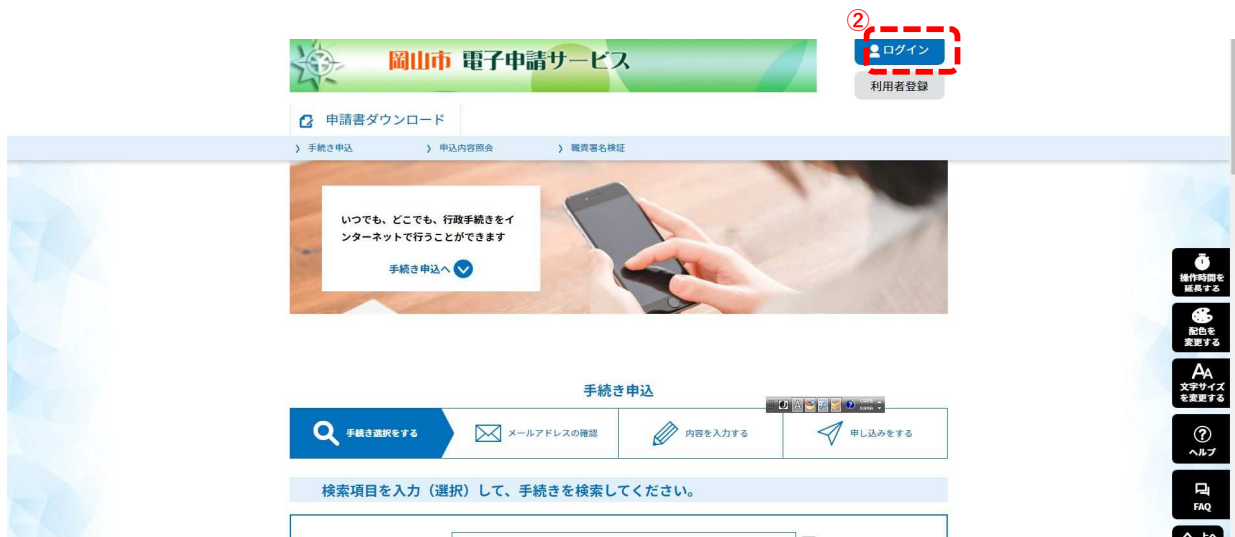 ②
岡山市 電子申請サービス
ログイン
利用者登録
申請書ダウンロード
手続き申込
申込内容照会
職責署名検証
いつでも、どこでも、行政手続きをイ
ンターネットで行うことができます
手続き申込へ
操作時間を
延長する
配色を
変更する
AA
文字サイズ
を変更する
?
ヘルプ
FAQ
手続き申込
手続き選択をする
メールアドレスの確認
内容を入力する
申し込みをする
検索項目を入力(選択)して、手続きを検索してください。